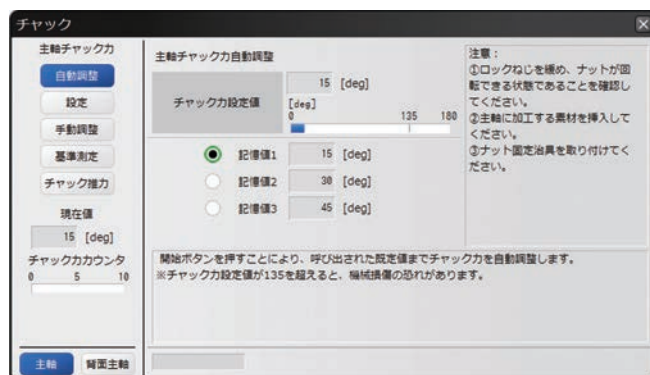 チャック
主軸チャック力
自動調整
設定
手動調整
基準測定
チャック推力
現在値
15 [deg]
チャック力カウンタ
0 5 10
主軸 背面主軸
主軸チャック力自動調整
チャック力設定値
15 [deg]
[deg]
0 135 180
記憶値1 15 [deg]
記憶値2 30 [deg]
記憶値3 45 [deg]
注意：
①ロックねじを緩め、ナットが回
転できる状態であることを確認し
てください。
②主軸に加工する素材を挿入して
ください。
③ナット固定治具を取り付けてく
ださい。
開始ボタンを押すことにより、呼び出された既定値までチャック力を自動調整します。
※チャック力設定値が135を超えると、機械損傷の恐れがあります。